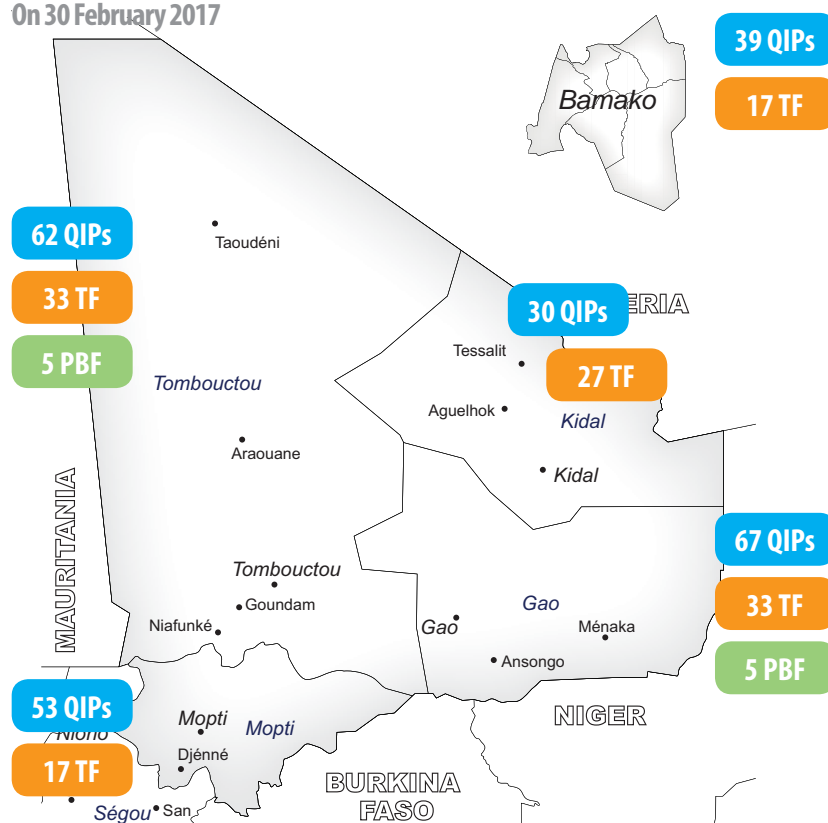 On 30 February 2017
39 QIPs
Bamako
17 TF
62 QIPs
Taoudéni
33 TF
30 QIPs
ERIA
5 PBF
Tessalit
27 TF
Tombouctou
Aguelhok
Kidal
Araouane
Kidal
MAURITANIA
67 QIPs
Tombouctou
33 TF
Goundam
Gao
Gao
Niafunké
Ménaka
Ansongo
5 PBF
53 QIPs
NIGER
Mopti
Mopti
Niono
Djénné
17 TF
BURKINA
FASO
Ségou
San